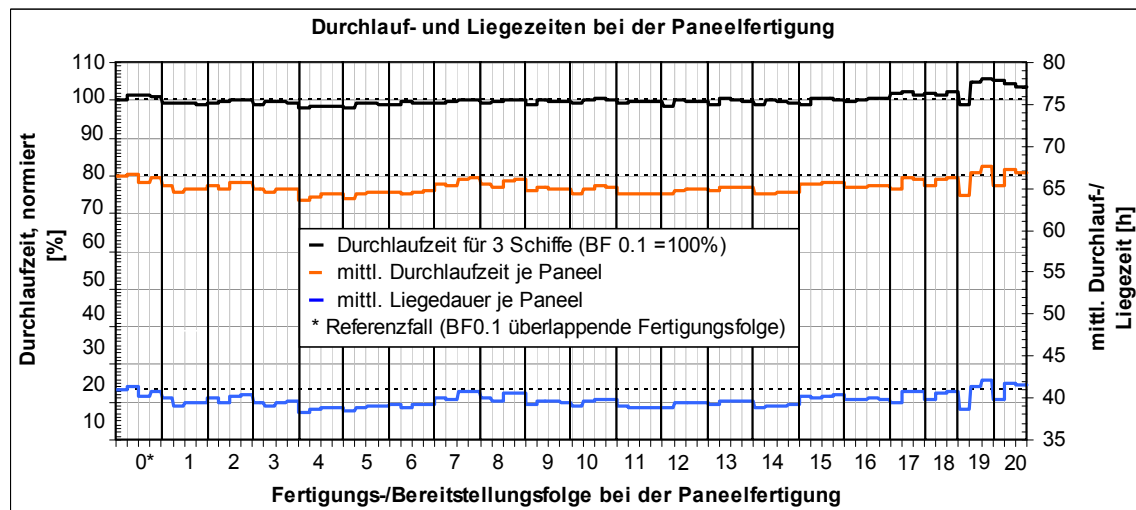 Durchlauf- und Liegezeiten bei der Paneelfertigung
Durchlaufzeit, normiert
[%]
110
100
90
80
70
60
50
40
30
20
10
80
75
70
65
60
55
50
45
40
35
mittl. Durchlauf-/
Liegezeit [h]
Durchlaufzeit für 3 Schiffe (BF 0.1 =100%)
mittl. Durchlaufzeit je Paneel
mittl. Liegedauer je Paneel
* Referenzfall (BF0.1 überlappende Fertigungsfolge)
0* 1 2 3 4 5 6 7 8 9 10 11 12 13 14 15 16 17 18 19 20
Fertigungs-/Bereitstellungsfolge bei der Paneelfertigung